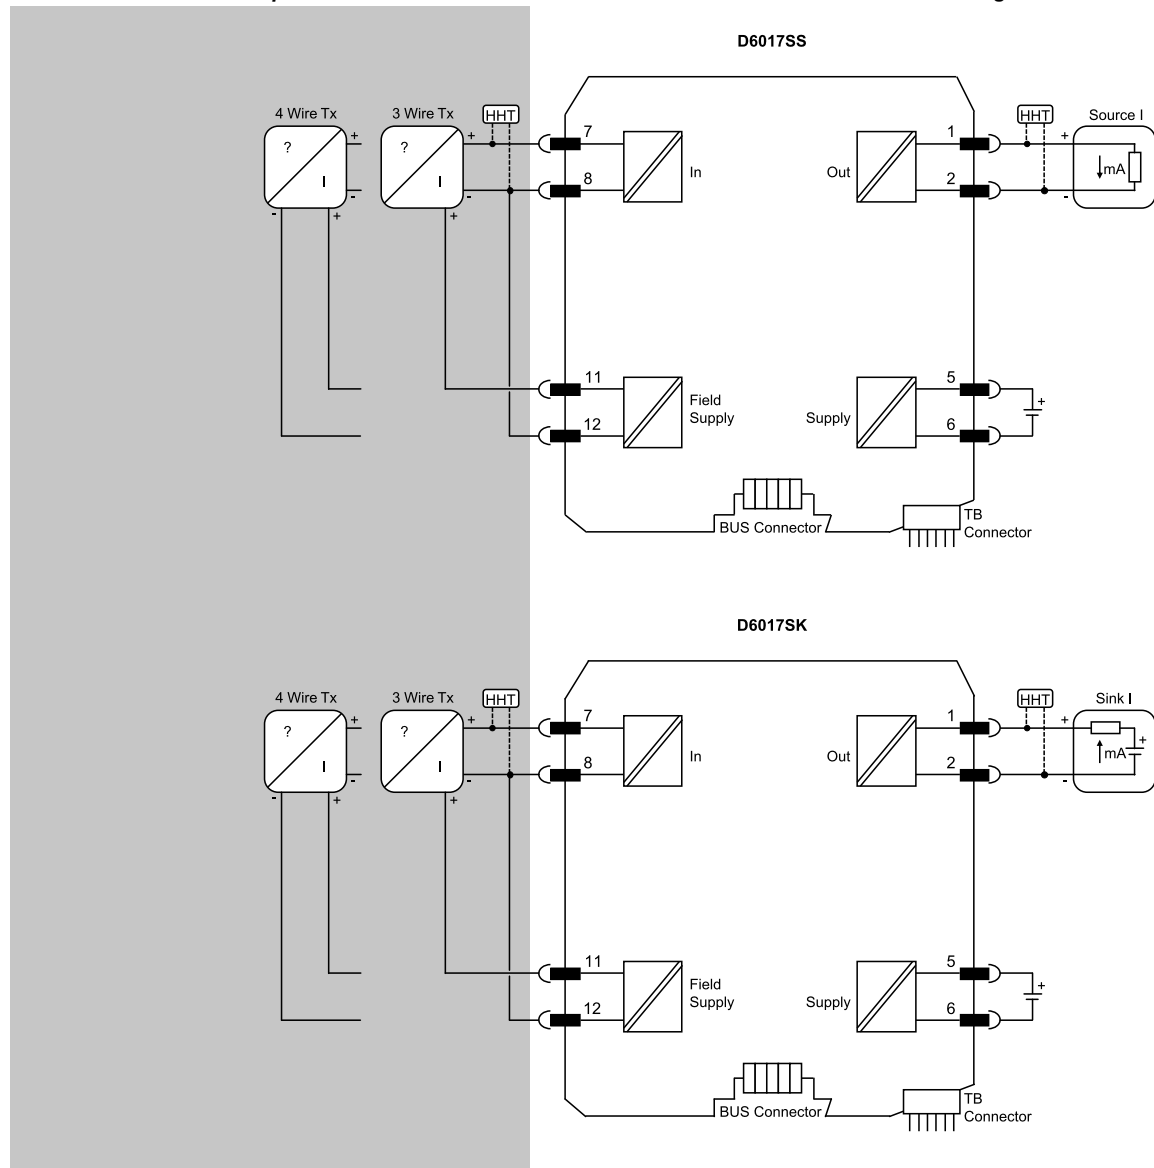 D6017SS
4 Wire Tx
3 Wire Tx
HHT
7
1
HHT
Source I
+
+
+
?
?
I
I
In
Out
mA
-
-
8
2
-
-
+
+
11
5
Field
Supply
Supply
+
12
6
BUS Connector
TB
Connector
D6017SK
4 Wire Tx
3 Wire Tx
HHT
7
1
HHT
Sink I
+
+
+
+
?
?
I
I
In
Out
mA
-
-
8
2
-
-
+
+
11
5
Field
Supply
Supply
+
12
6
BUS Connector
TB
Connector